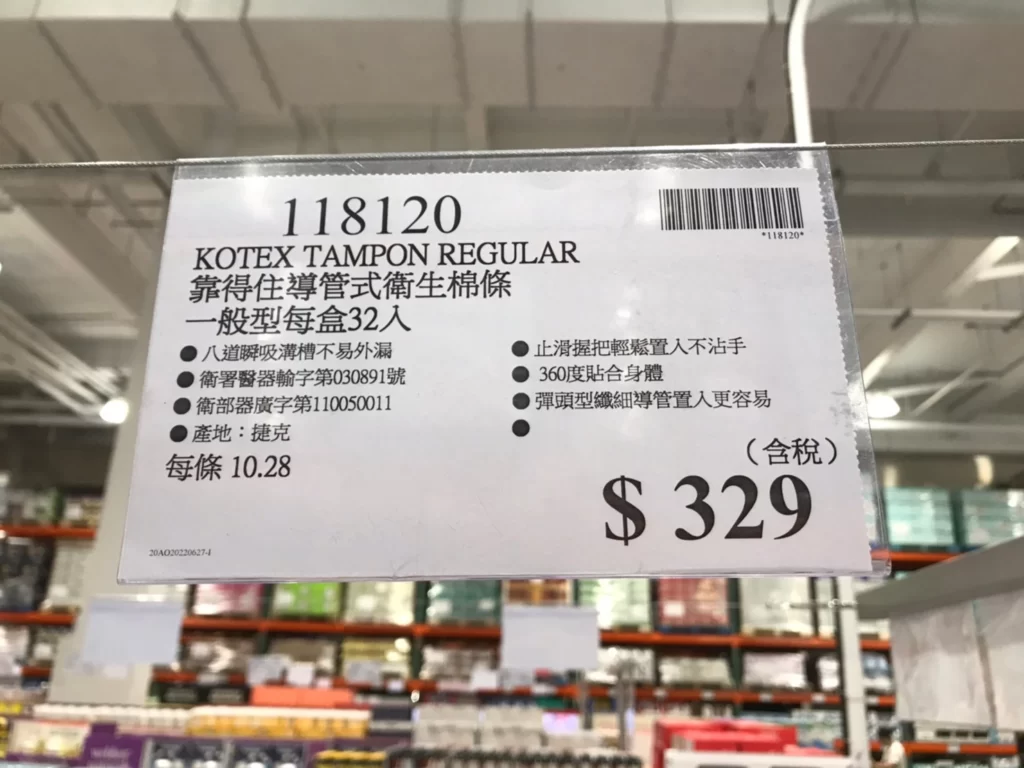 118120
*118120*
KOTEX TAMPON REGULAR
靠得住導管式衛生棉條
一般型每盒32入
●八道瞬吸溝槽不易外漏
●衛署醫器輸字第030891號
●衛部器廣字第110050011
●產地：捷克
●止滑握把輕鬆置入不沾手
●360度貼合身體
●彈頭型纖細導管置入更容易
●
每條 10.28
（含稅）
$ 329
20AO20220627-J